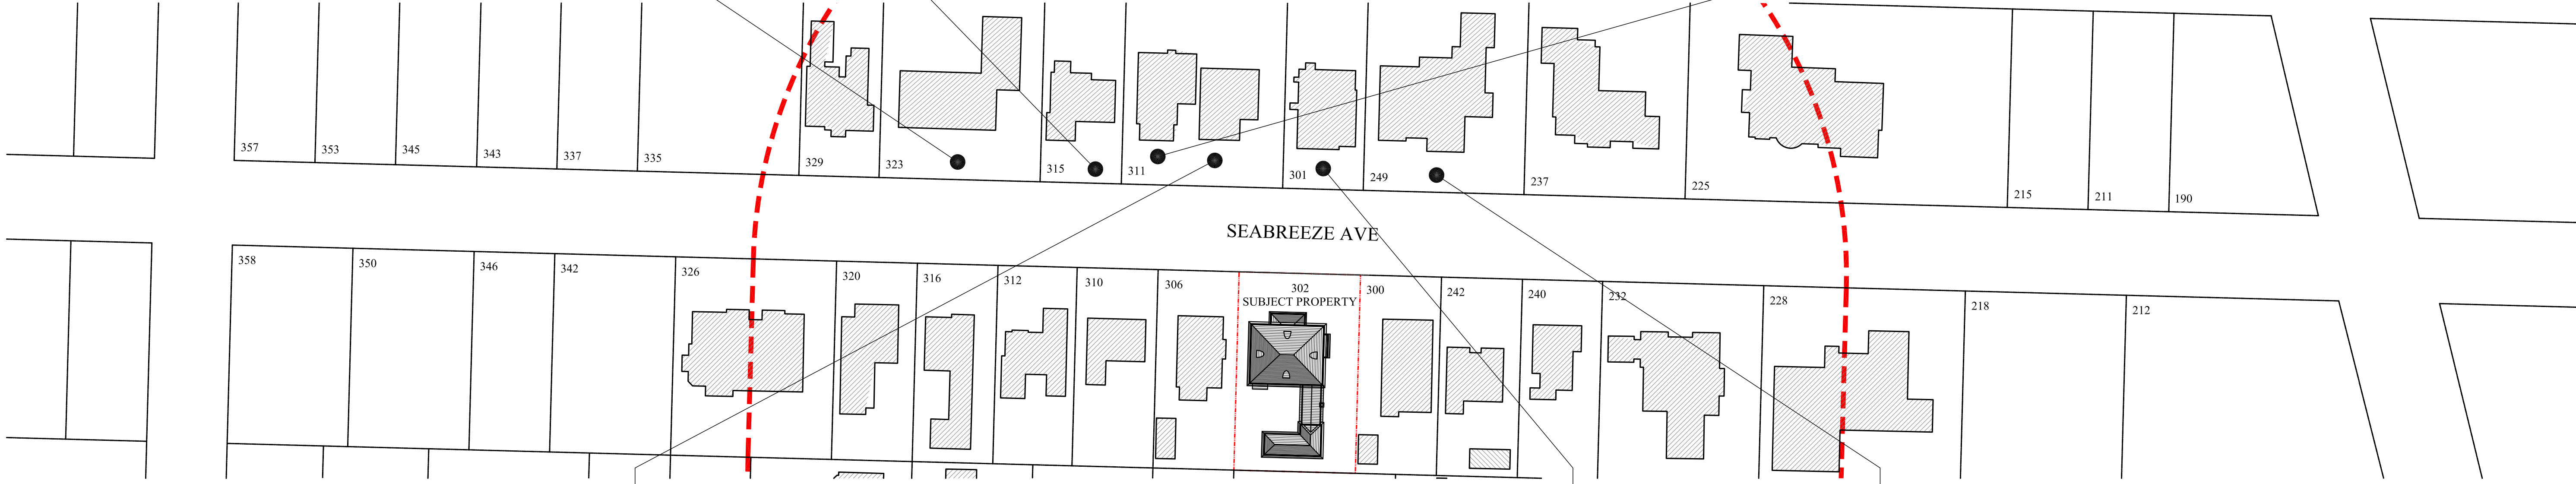 357 353 345 343 337 335 329 323 315 311 301 249 237 225 215 211 190
SEABREEZE AVE
358 350 346 342 326 320 316 312 310 306 302 300 242 240 232 228 218 212
SUBJECT PROPERTY